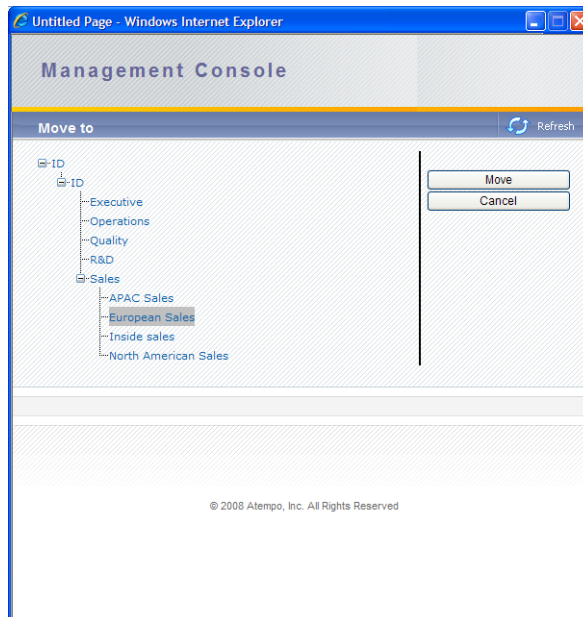 Untitled Page - Windows Internet Explorer
Management Console
Move to
Refresh
ID
ID
Executive
Operations
Quality
R&D
Sales
APAC Sales
European Sales
Inside sales
North American Sales
Move
Cancel
© 2008 Atempo, Inc. All Rights Reserved